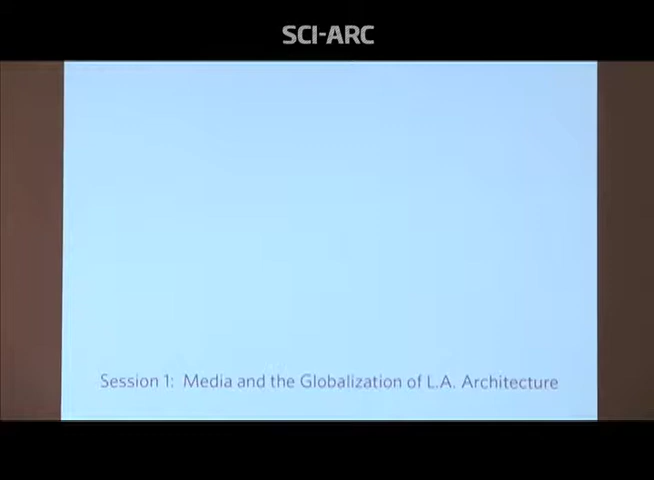 SCI-ARC
Session 1: Media and the Globalization of L.A. Architecture